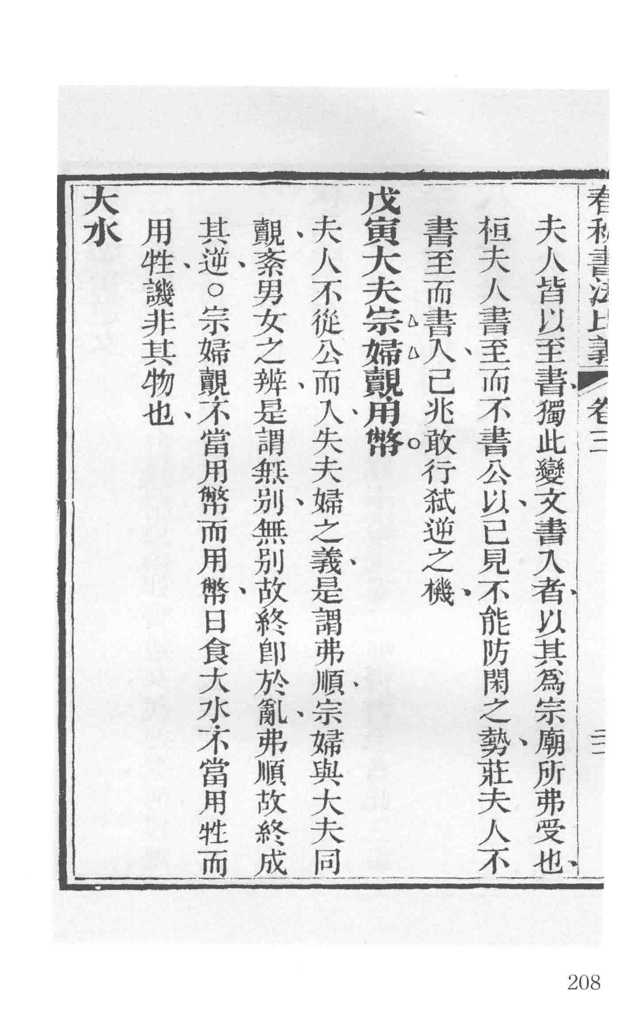 春秋書法比義 卷三
夫人皆以至書獨此變文書入者以其爲宗廟所弗受也
桓夫人書至而不書公以已見不能防閑之勢莊夫人不
書至而書入已兆敢行弑逆之機
戊寅大夫宗婦覿用幣
夫人不從公而入失夫婦之義是謂弗順宗婦與大夫同
覿紊男女之辨是謂無别無别故終卽於亂弗順故終成
其逆○宗婦覿不當用幣而用幣日食大水不當用牲而
用牲譏非其物也
大水
208